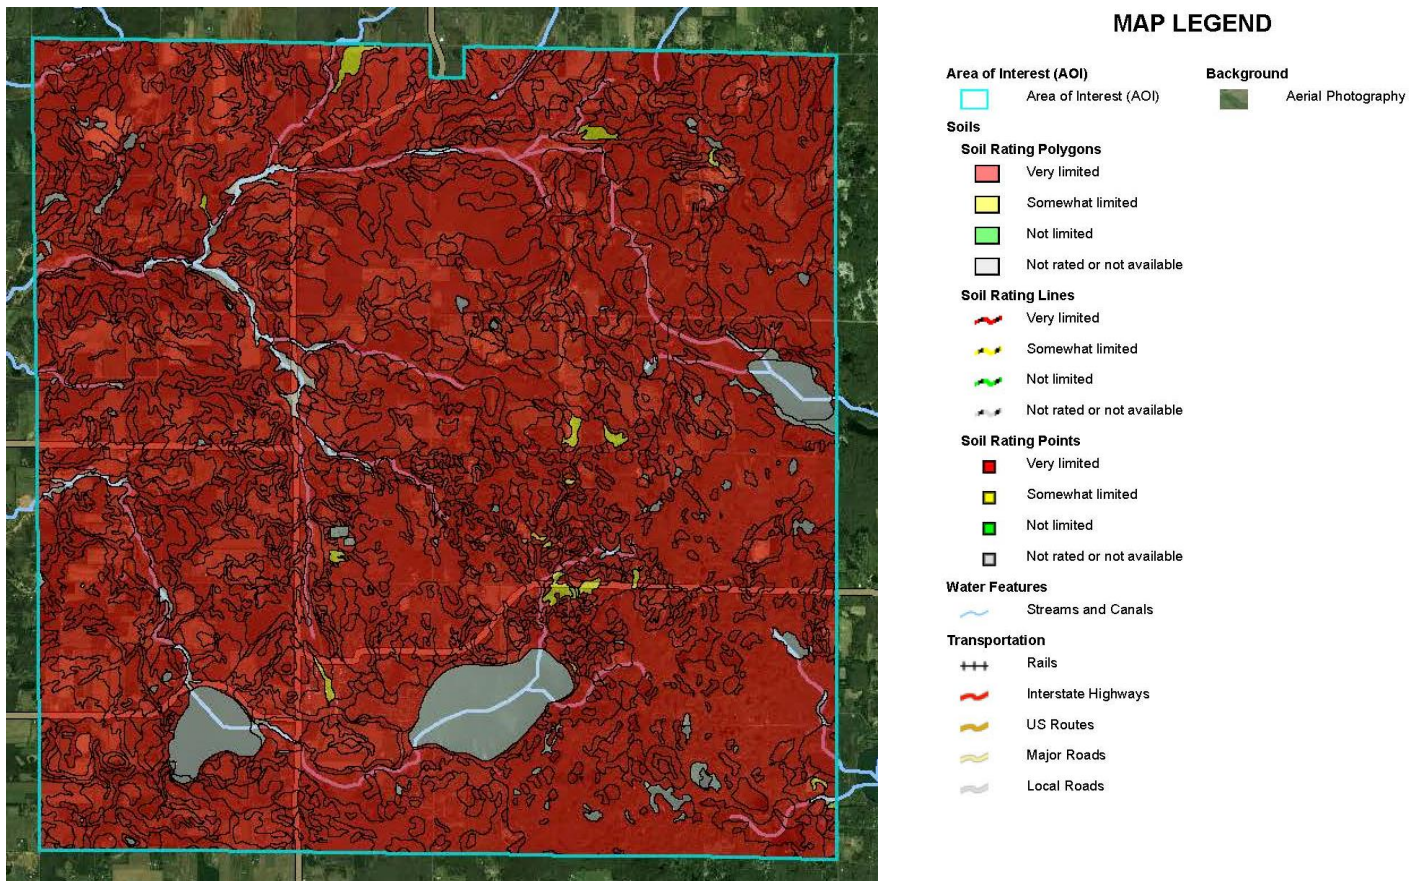 MAP LEGEND
Area of Interest (AOI)
Area of Interest (AOI)
Soils
Soil Rating Polygons
Very limited
Somewhat limited
Not limited
Not rated or not available
Soil Rating Lines
Very limited
Somewhat limited
Not limited
Not rated or not available
Soil Rating Points
Very limited
Somewhat limited
Not limited
Not rated or not available
Water Features
Streams and Canals
Transportation
Rails
Interstate Highways
US Routes
Major Roads
Local Roads
Background
Aerial Photography